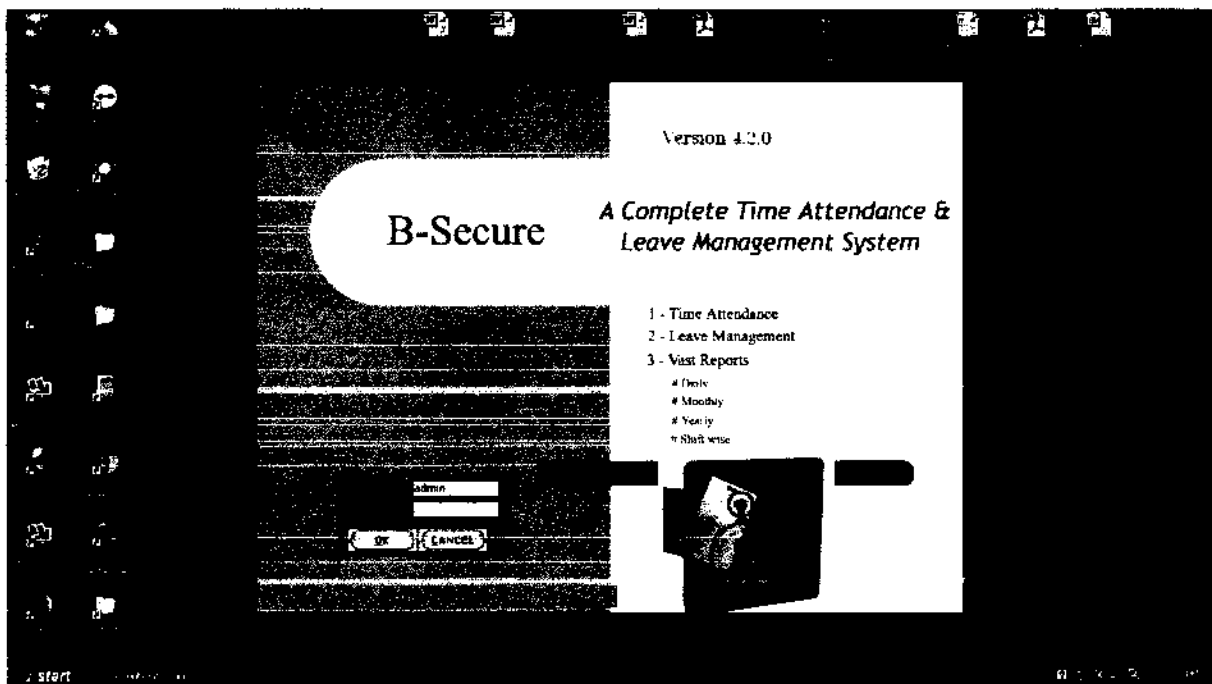 Version 4.2.0
B-Secure
A Complete Time Attendance &
Leave Management System
1 - Time Attendance
2 - Leave Management
3 - Vast Reports
# Daily
# Monthly
# Yearly
# Shift wise
admin
OK CANCEL
start